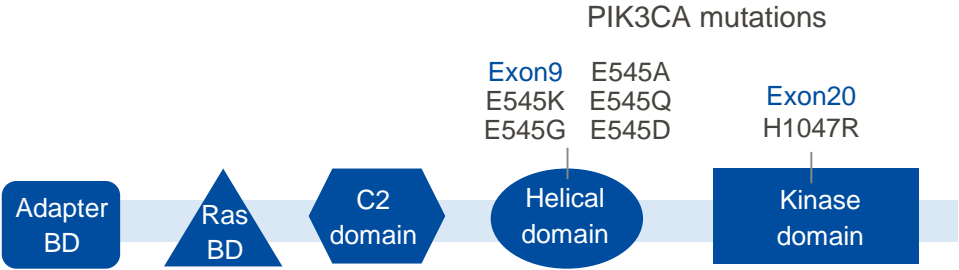 PIK3CA mutations
Exon9 E545A
E545K E545Q
E545G E545D
Exon20
H1047R
Adapter
BD
Ras
BD
C2
domain
Helical
domain
Kinase
domain